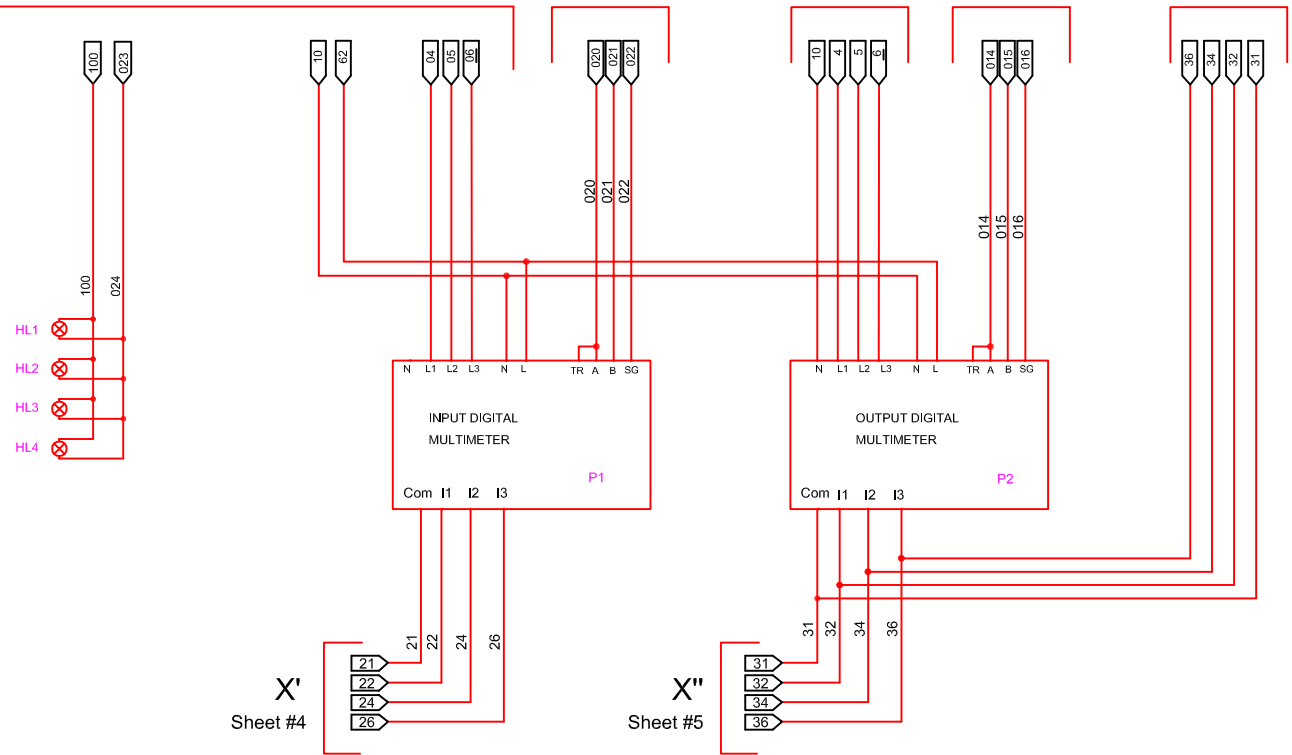 100
023
10
62
04
05
06
020
021
022
10
4
5
6
014
015
016
36
34
32
31
020
021
022
014
015
016
100
024
HL1
HL2
HL3
HL4
N L1 L2 L3 N L TR A B SG
INPUT DIGITAL
MULTIMETER
P1
Com I1 I2 I3
N L1 L2 L3 N L TR A B SG
OUTPUT DIGITAL
MULTIMETER
P2
Com I1 I2 I3
21
22
24
26
31
32
34
36
X'
Sheet #4
21
22
24
26
X"
Sheet #5
31
32
34
36